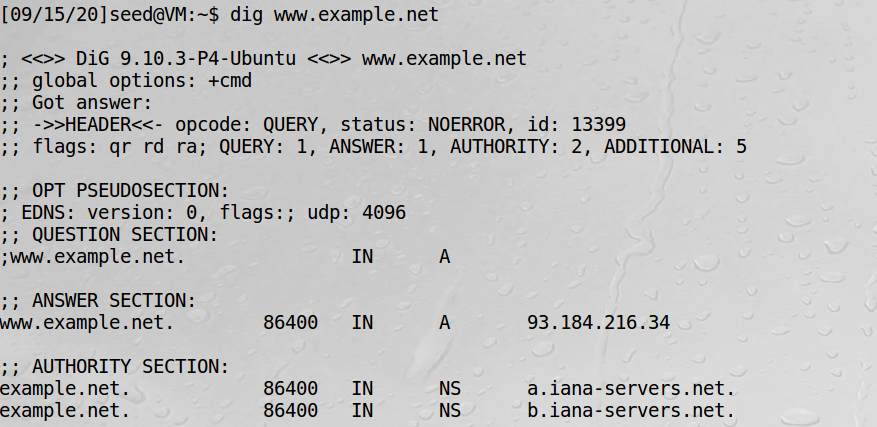 [09/15/20]seed@VM:~$ dig www.example.net
; <<>> DiG 9.10.3-P4-Ubuntu <<>> www.example.net
;; global options: +cmd
;; Got answer:
;; ->>HEADER<<- opcode: QUERY, status: NOERROR, id: 13399
;; flags: qr rd ra; QUERY: 1, ANSWER: 1, AUTHORITY: 2, ADDITIONAL: 5
;; OPT PSEUDOSECTION:
; EDNS: version: 0, flags:; udp: 4096
;; QUESTION SECTION:
;www.example.net. IN A
;; ANSWER SECTION:
www.example.net. 86400 IN A 93.184.216.34
;; AUTHORITY SECTION:
example.net. 86400 IN NS a.iana-servers.net.
example.net. 86400 IN NS b.iana-servers.net.